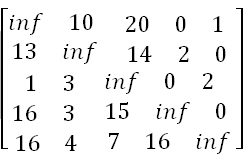 inf 10 20 0 1
13 inf 14 2 0
1 3 inf 0 2
16 3 15 inf 0
16 4 7 16 inf